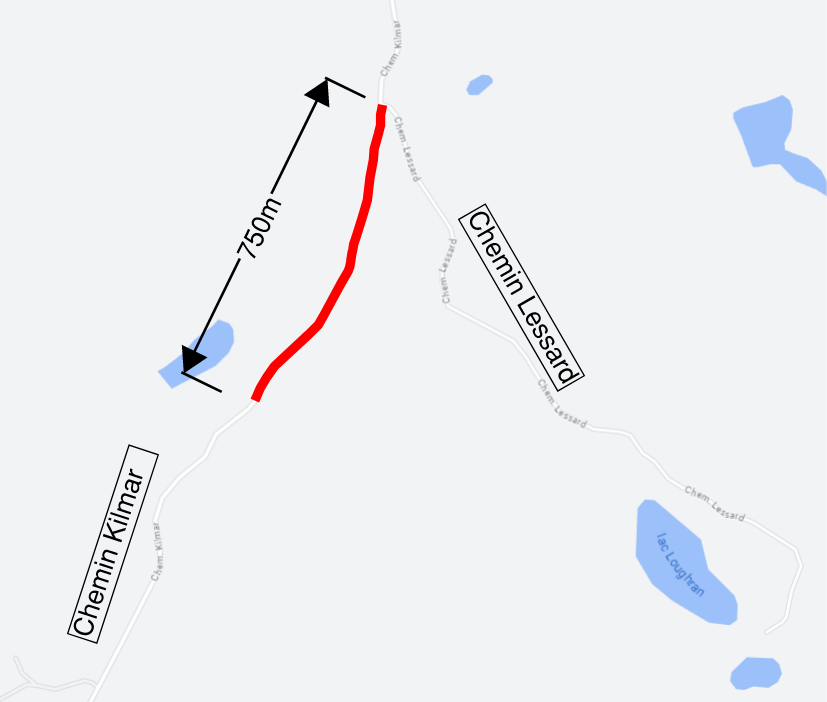 Chem. Kilmar
Chem. Lessard
750m
Chemin Lessard
Chem. Lessard
Chem. Lessard
Chemin Kilmar
Chem. Lessard
Chem. Kilmar
lac Loughran